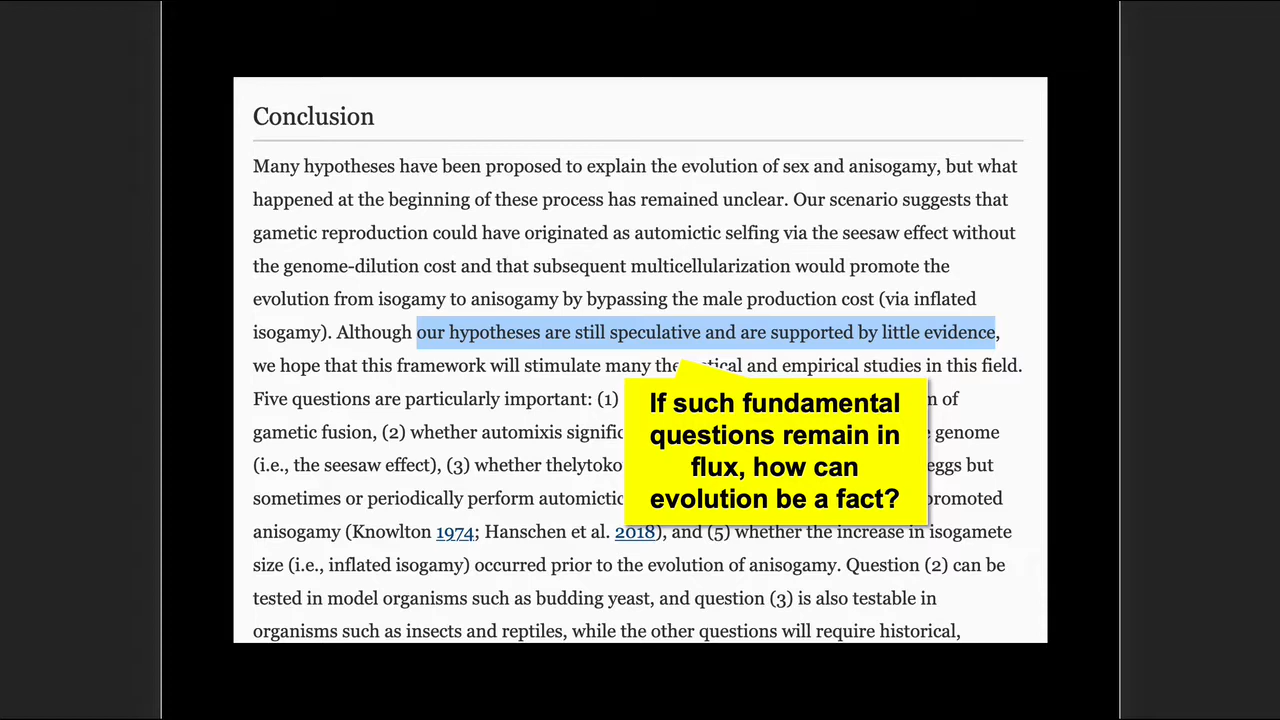 Conclusion
Many hypotheses have been proposed to explain the evolution of sex and anisogamy, but what
happened at the beginning of these process has remained unclear. Our scenario suggests that
gametic reproduction could have originated as automictic selfing via the seesaw effect without
the genome-dilution cost and that subsequent multicellularization would promote the
evolution from isogamy to anisogamy by bypassing the male production cost (via inflated
isogamy). Although our hypotheses are still speculative and are supported by little evidence,
we hope that this framework will stimulate many and empirical studies in this field.
Five questions are particularly important: (1) of
gametic fusion, (2) whether automixis genome
(i.e., the seesaw effect), (3) whether eggs but
sometimes or periodically perform promoted
anisogamy (Knowlton 1974; Hanschen et al. 2018), and (5) whether the increase in isogamete
size (i.e., inflated isogamy) occurred prior to the evolution of anisogamy. Question (2) can be
tested in model organisms such as budding yeast, and question (3) is also testable in
organisms such as insects and reptiles, while the other questions will require historical,
If such fundamental
questions remain in
flux, how can
evolution be a fact?